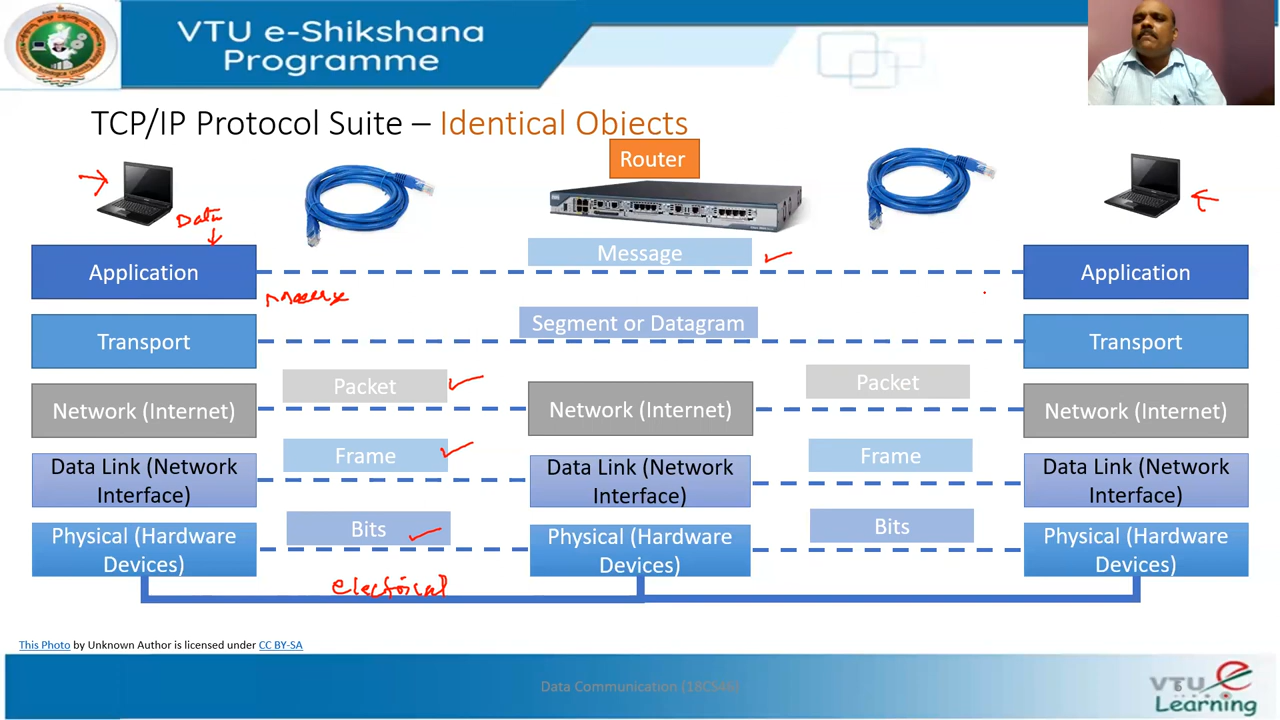 VTU e-Shikshana
Programme
TCP/IP Protocol Suite – Identical Objects
Router
Data
Message
Application
Application
Segment or Datagram
Transport
Transport
Packet
Packet
Network (Internet)
Network (Internet)
Network (Internet)
Frame
Frame
Data Link (Network
Interface)
Data Link (Network
Interface)
Data Link (Network
Interface)
Bits
Bits
Physical (Hardware
Devices)
Physical (Hardware
Devices)
Physical (Hardware
Devices)
electrical
This Photo by Unknown Author is licensed under CC BY-SA
Data Communication (18CS46)
VTU e
Learning